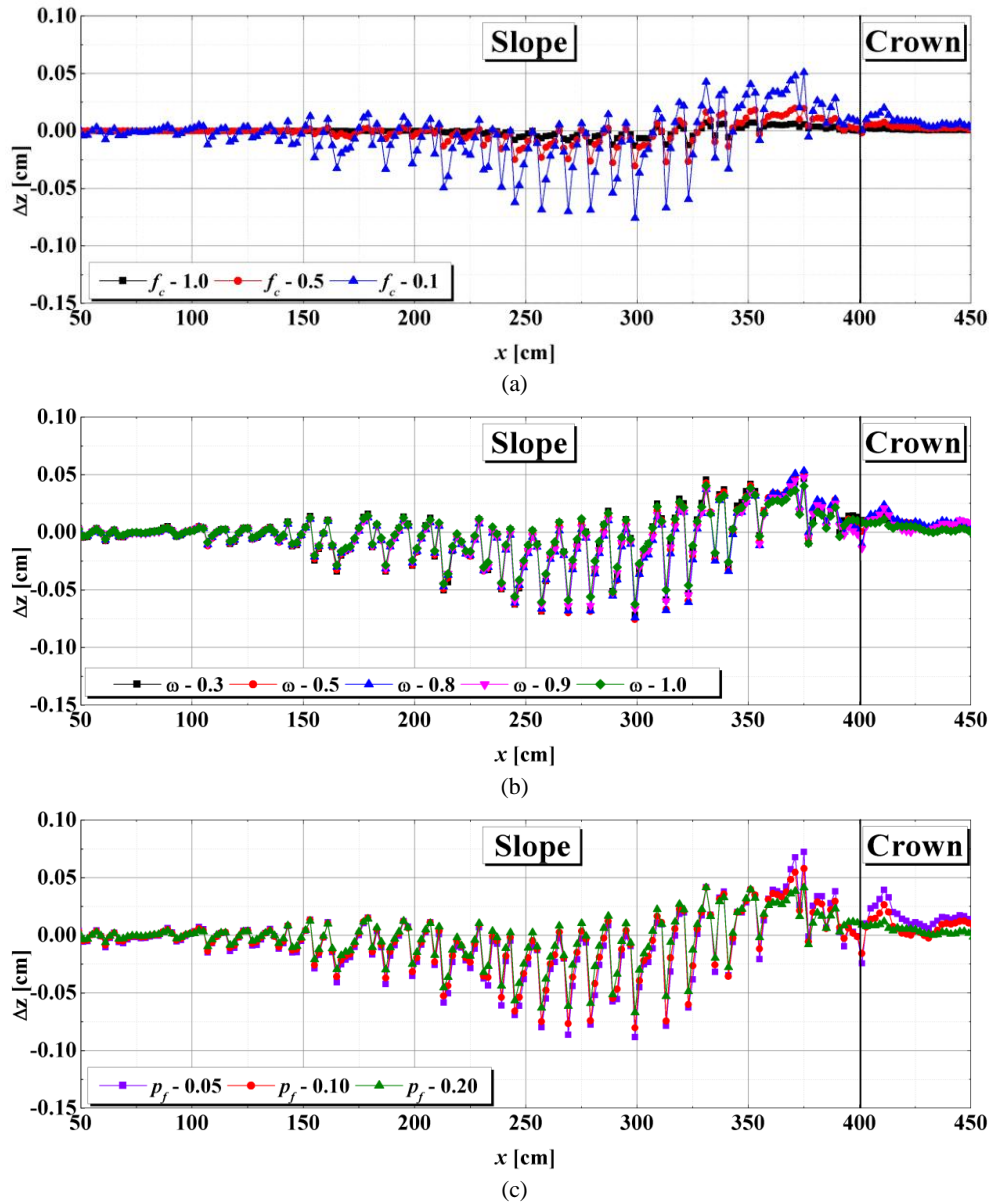 0.10
Slope
Crown
0.05
0.00
-0.05
-0.10
-0.15
Δz [cm]
f_c - 1.0 f_c - 0.5 f_c - 0.1
50 100 150 200 250 300 350 400 450
x [cm]
(a)
0.10
Slope
Crown
0.05
0.00
-0.05
-0.10
-0.15
Δz [cm]
ω - 0.3 ω - 0.5 ω - 0.8 ω - 0.9 ω - 1.0
50 100 150 200 250 300 350 400 450
x [cm]
(b)
0.10
Slope
Crown
0.05
0.00
-0.05
-0.10
-0.15
Δz [cm]
p_f - 0.05 p_f - 0.10 p_f - 0.20
50 100 150 200 250 300 350 400 450
x [cm]
(c)